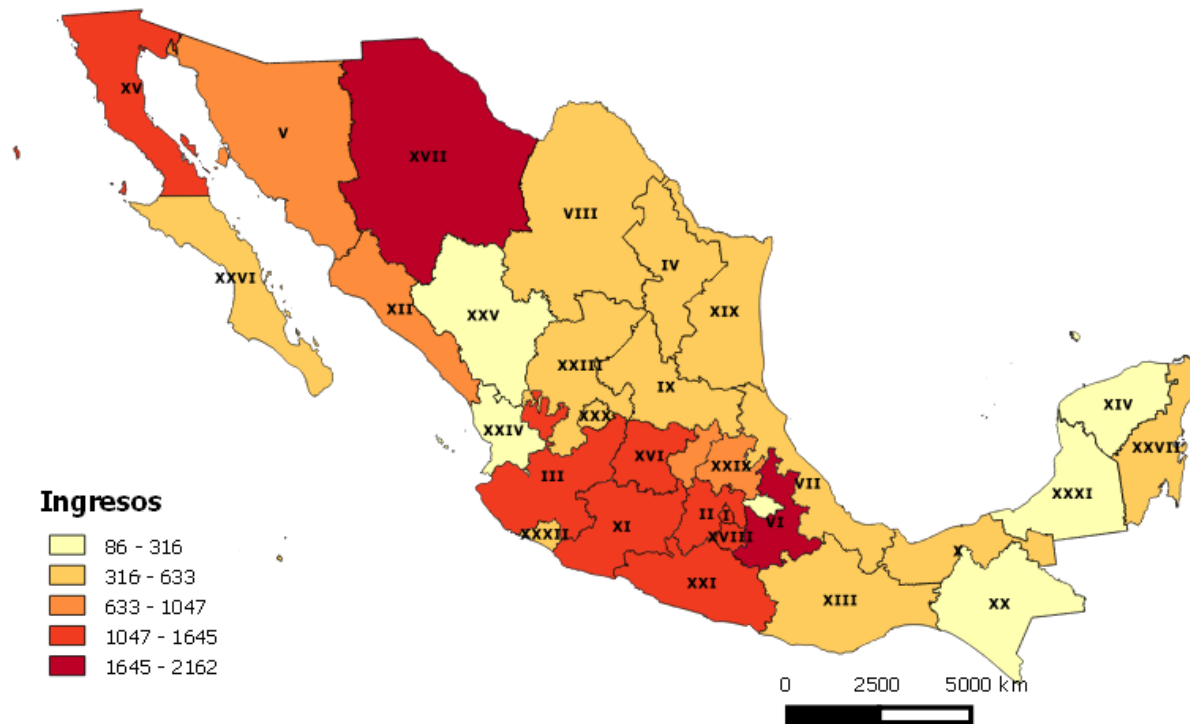 XV
V
XVII
VIII
XXVI
IV
XII
XXV
XIX
XXIII
IX
XXIV
XXX
XIV
XVI
XXIX
XXVII
III
VII
XXXI
II
I
XI
VI
XXXII
XVIII
X
XXI
XIII
XX
Ingresos
86 - 316
316 - 633
633 - 1047
1047 - 1645
1645 - 2162
0 2500 5000 km